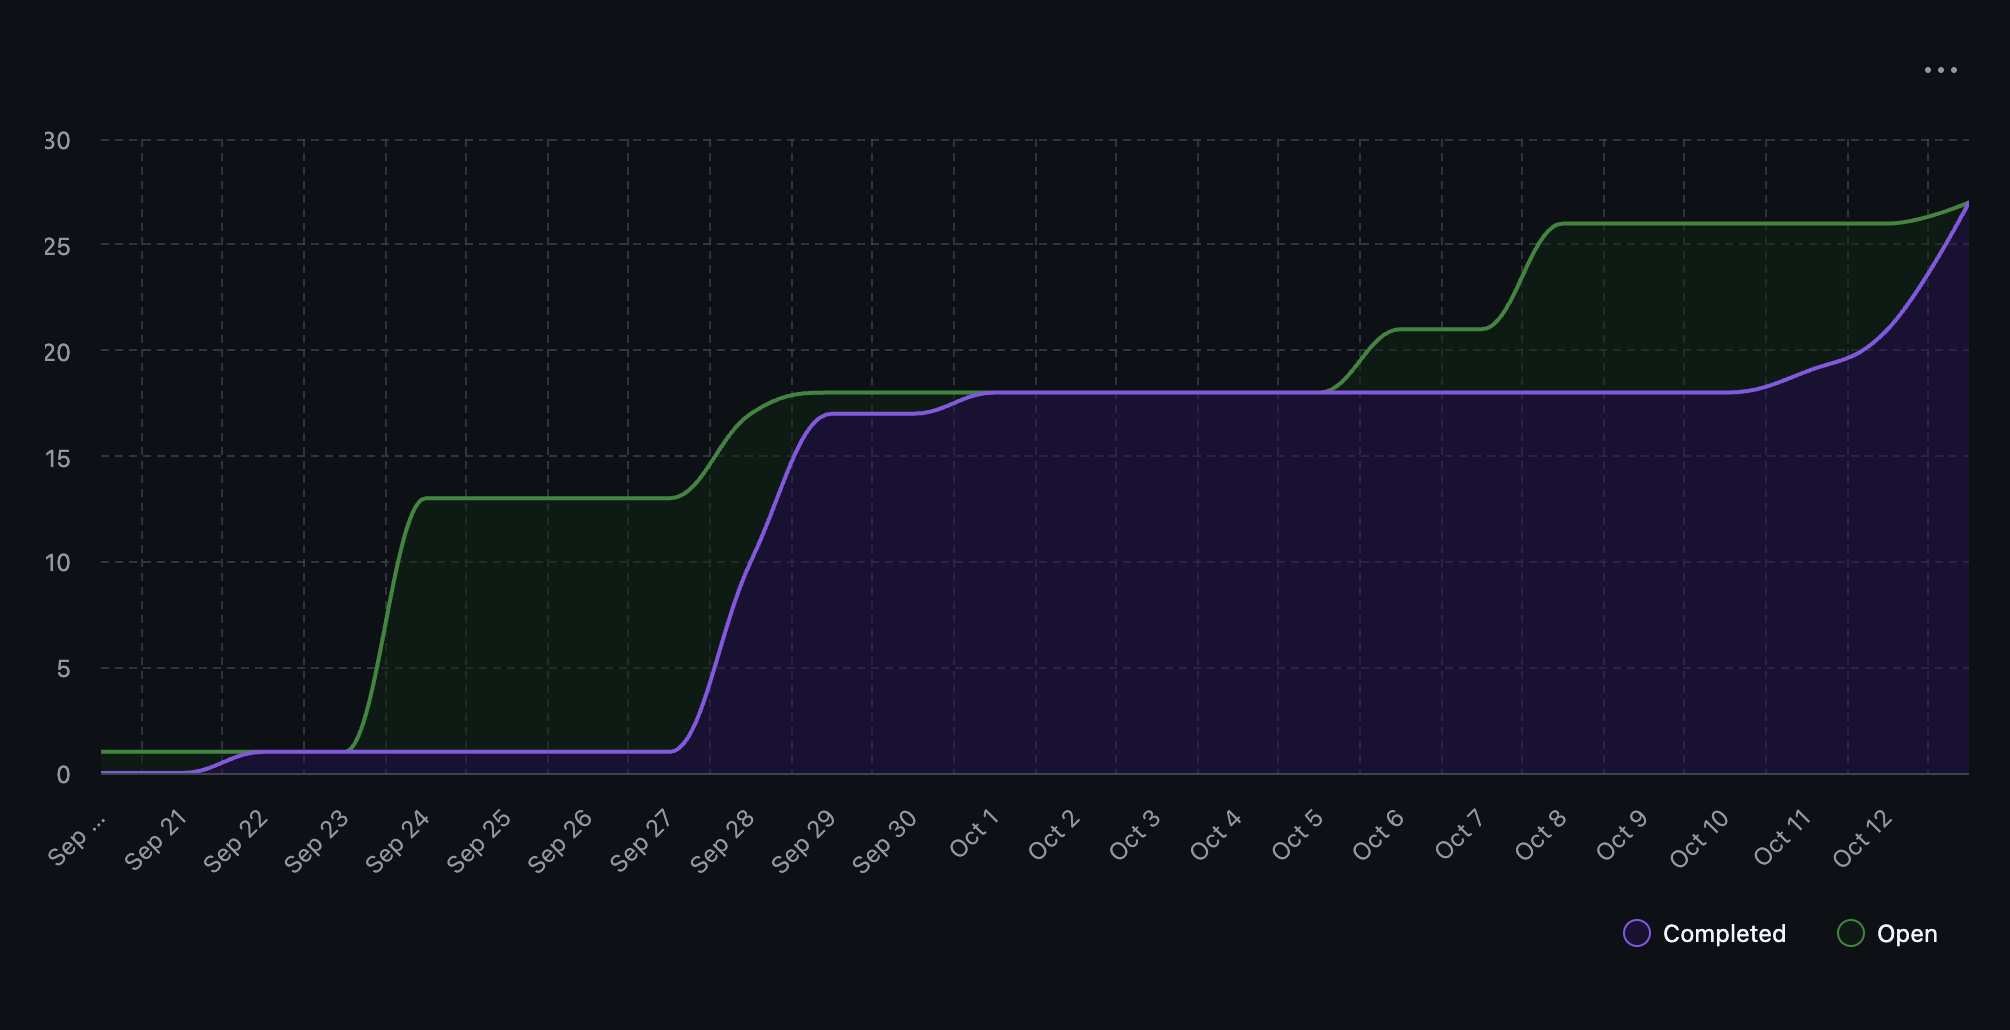 30
25
20
15
10
5
0
Sep ...
Sep 21
Sep 22
Sep 23
Sep 24
Sep 25
Sep 26
Sep 27
Sep 28
Sep 29
Sep 30
Oct 1
Oct 2
Oct 3
Oct 4
Oct 5
Oct 6
Oct 7
Oct 8
Oct 9
Oct 10
Oct 11
Oct 12
Completed
Open